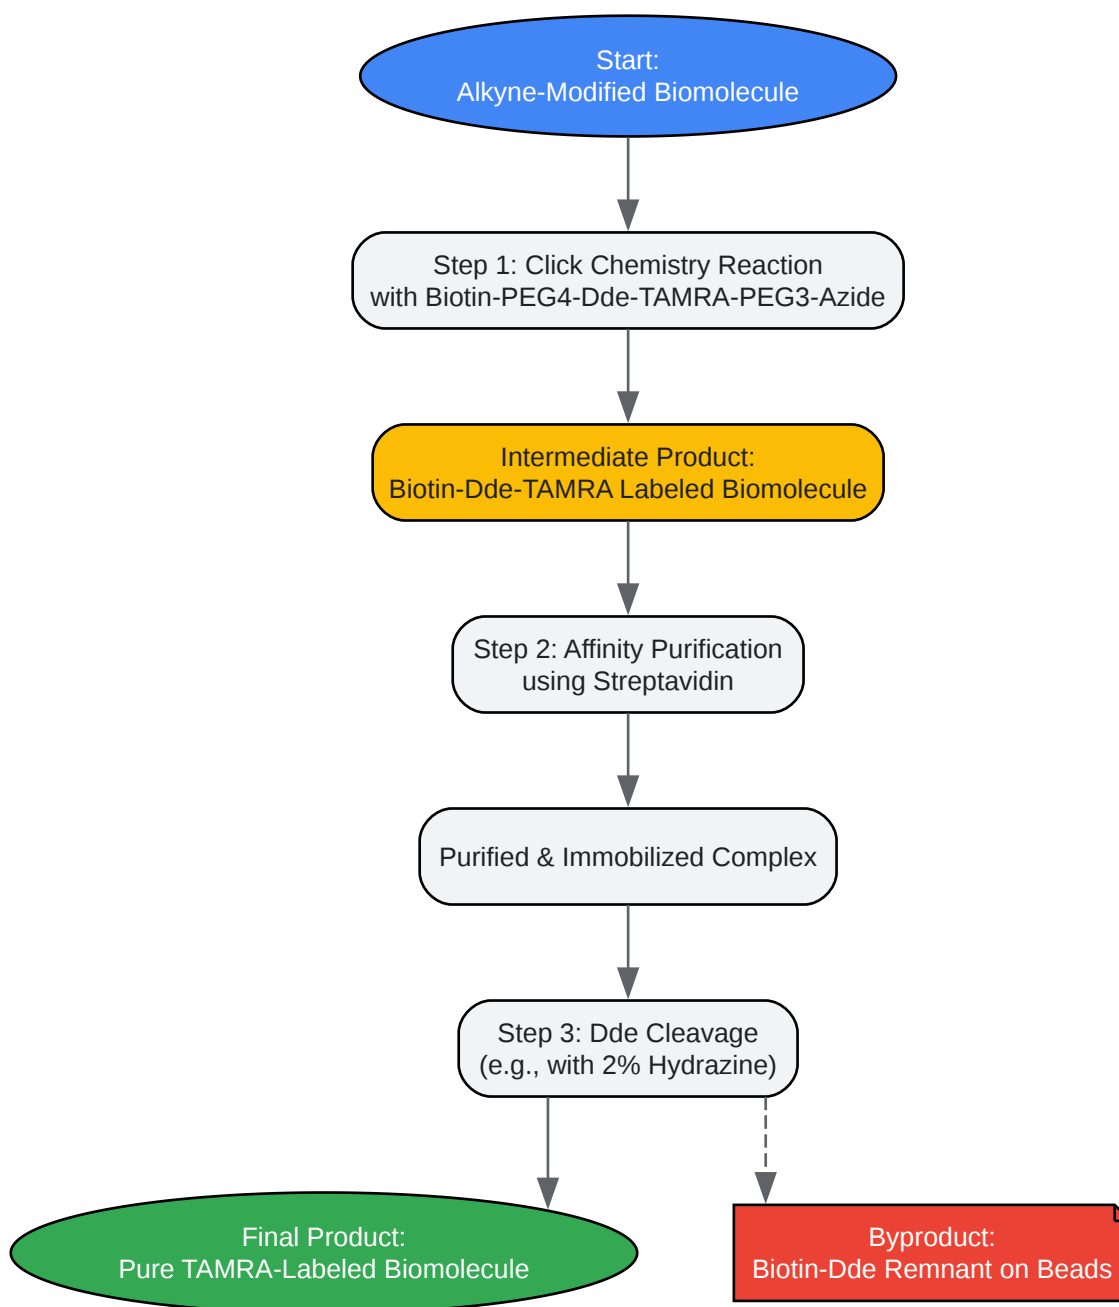 Start:
Alkyne-Modified Biomolecule
Step 1: Click Chemistry Reaction
with Biotin-PEG4-Dde-TAMRA-PEG3-Azide
Intermediate Product:
Biotin-Dde-TAMRA Labeled Biomolecule
Step 2: Affinity Purification
using Streptavidin
Purified & Immobilized Complex
Step 3: Dde Cleavage
(e.g., with 2% Hydrazine)
Final Product:
Pure TAMRA-Labeled Biomolecule
Byproduct:
Biotin-Dde Remnant on Beads